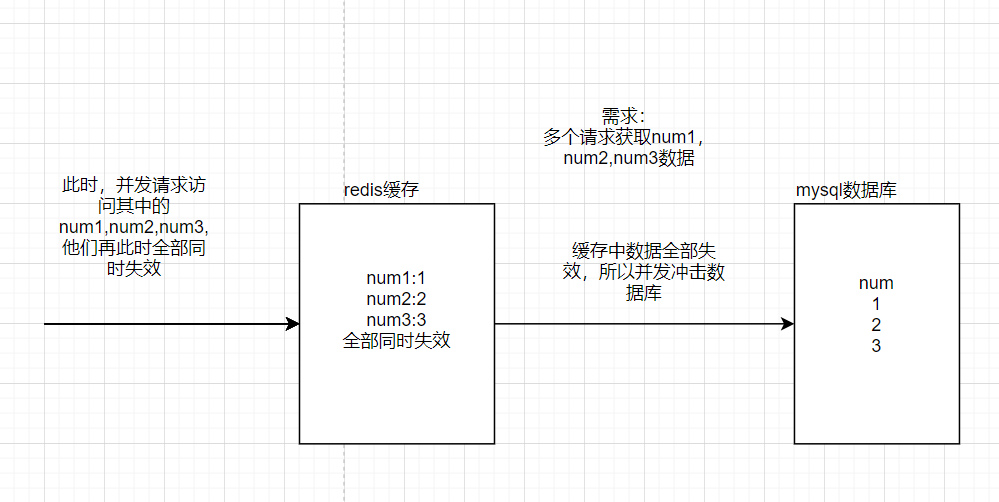 需求：
多个请求获取num1，
num2,num3数据
此时，并发请求访
问其中的
num1,num2,num3,
他们再此时全部同
时失效
redis缓存
num1:1
num2:2
num3:3
全部同时失效
缓存中数据全部失
效，所以并发冲击数
据库
mysql数据库
num
1
2
3